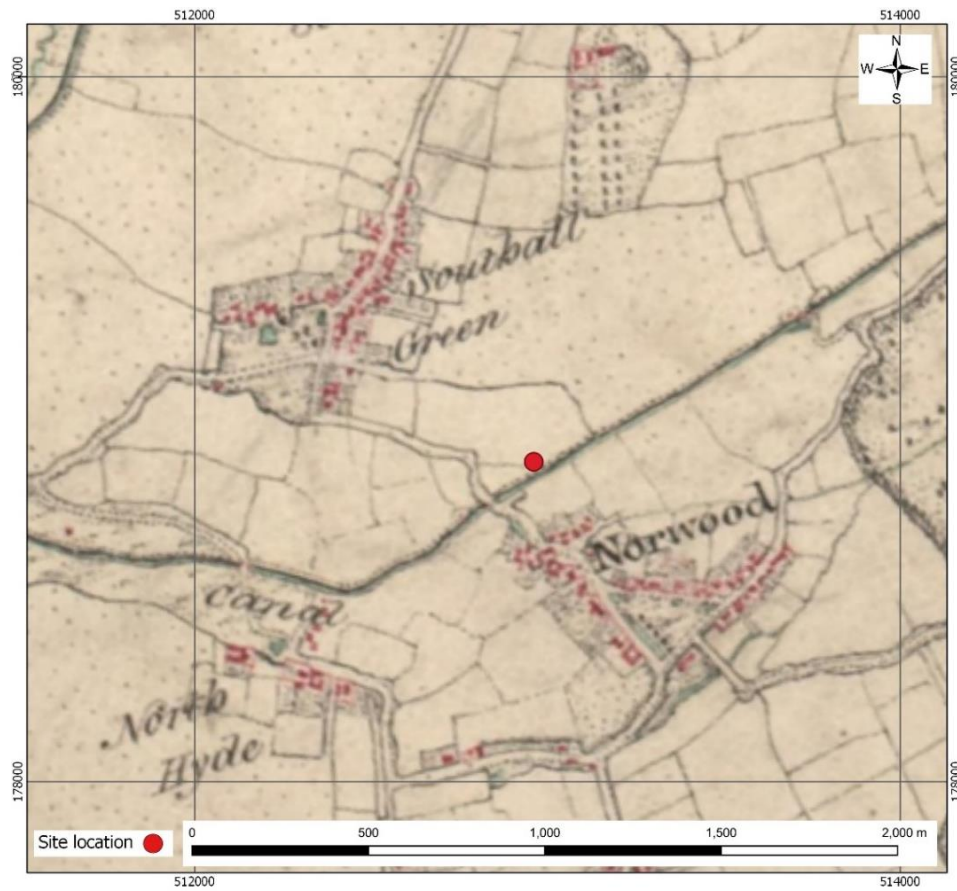 512000
514000
180000
180000
N
W
E
S
Southall
Green
Norwood
canal
North
Hyde
178000
178000
Site location
0
500
1,000
1,500
2,000 m
512000
514000